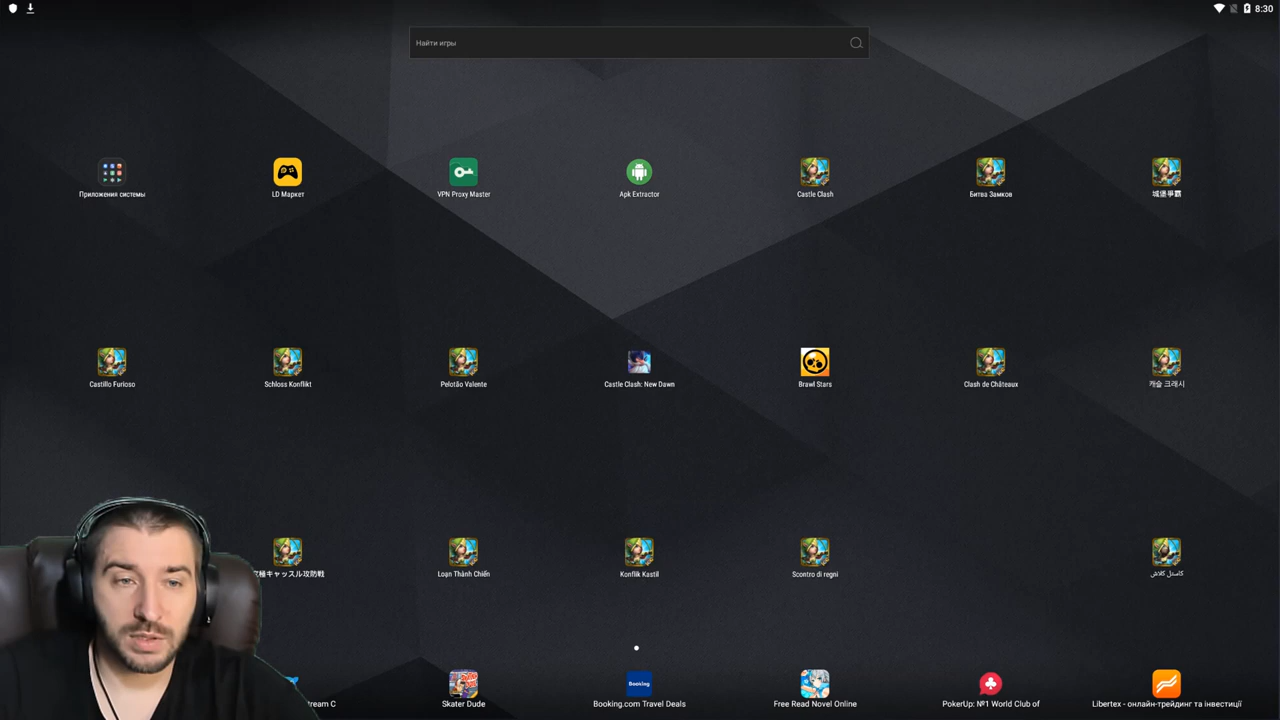 8:30
Найти игры
Приложения системы
LD Маркет
VPN Proxy Master
Apk Extractor
Castle Clash
Битва Замков
城堡爭霸
Castillo Furioso
Schloss Konflikt
Pelotão Valente
Castle Clash: New Dawn
Brawl Stars
Clash de Châteaux
캐슬 크래시
極キャッスル攻防戦
Loạn Thành Chiến
Konflik Kastil
Scontro di regni
كاستل كلاش
Booking
ream C
Skater Dude
Booking.com Travel Deals
Free Read Novel Online
PokerUp: №1 World Club of
Libertex - онлайн-трейдинг та інвестиції